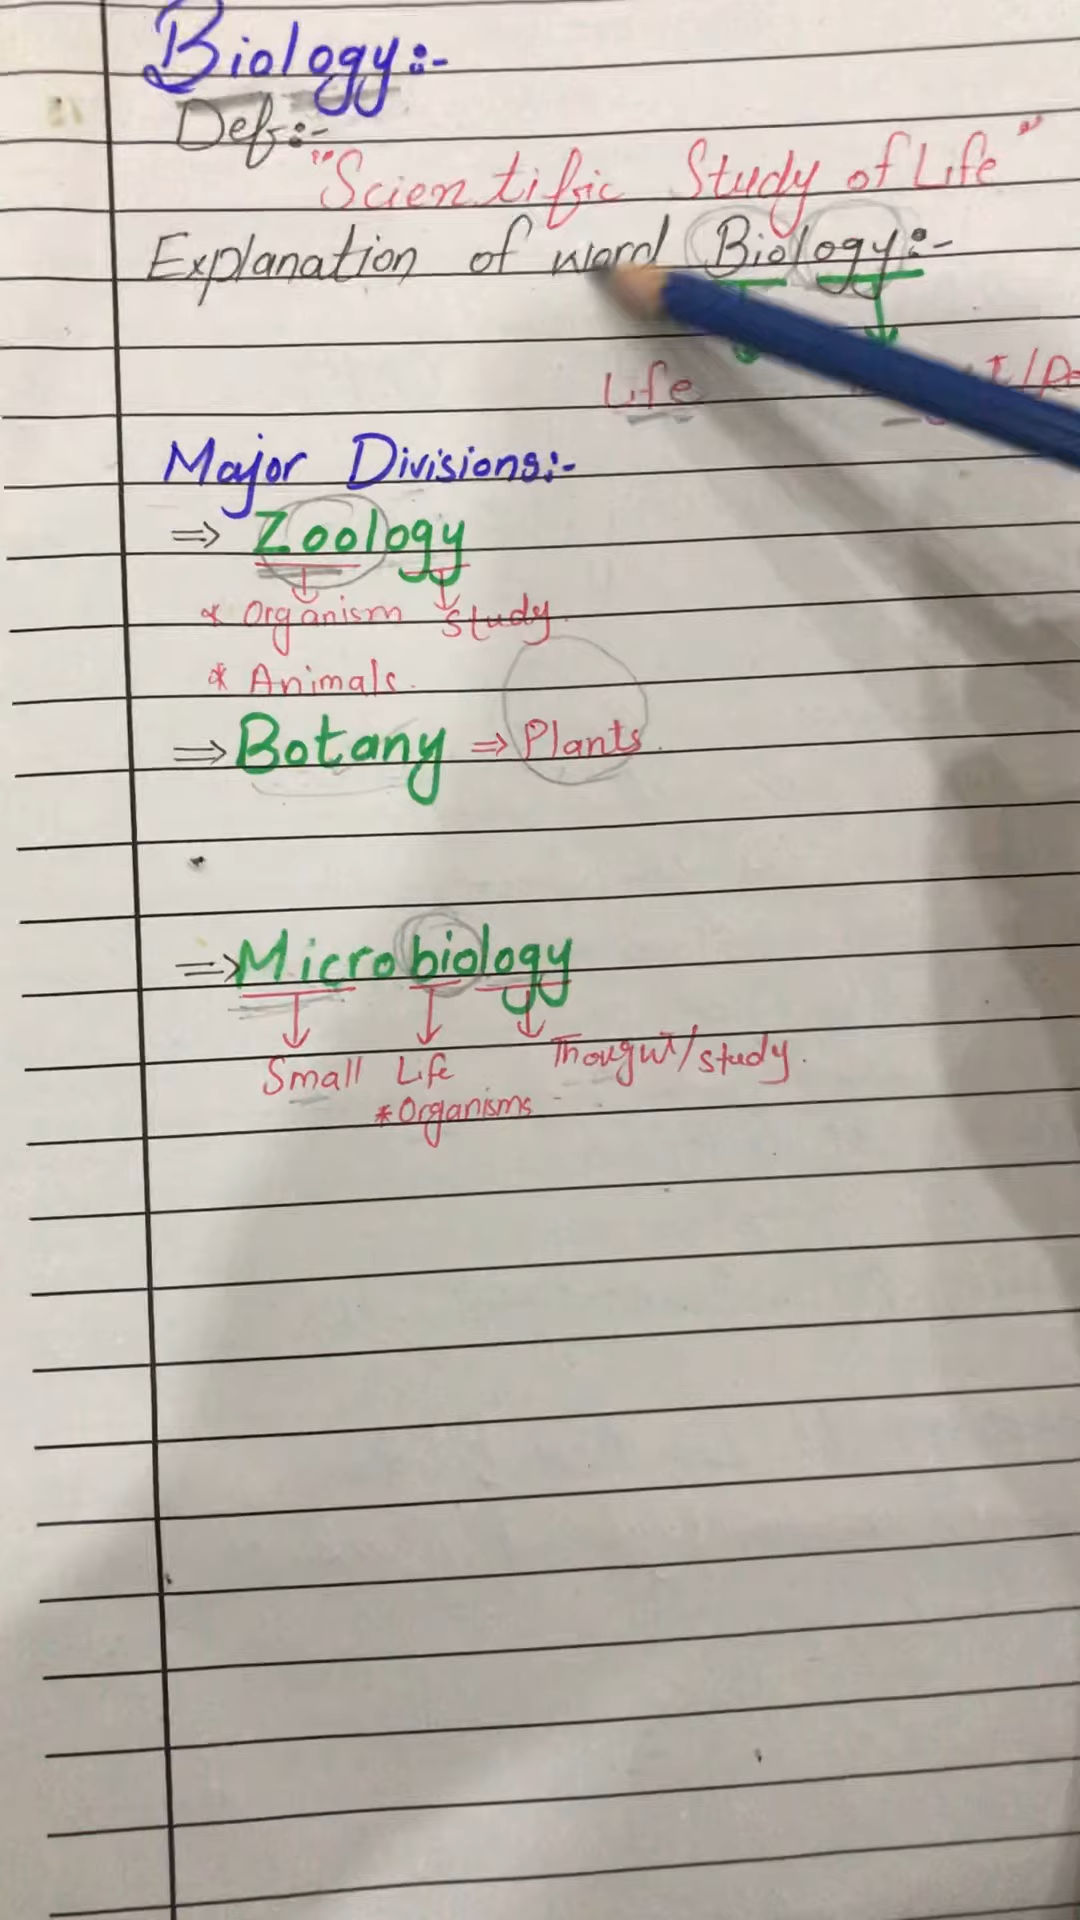 Biology:-
Def:-
"Scientific Study of Life"
Explanation of word Biology:-
Life
Major Divisions:-
⇒ Zoology
* Organism Study.
* Animals.
⇒ Botany ⇒ Plants.
⇒ Microbiology
Small Life Thougwt/study.
*Organisms